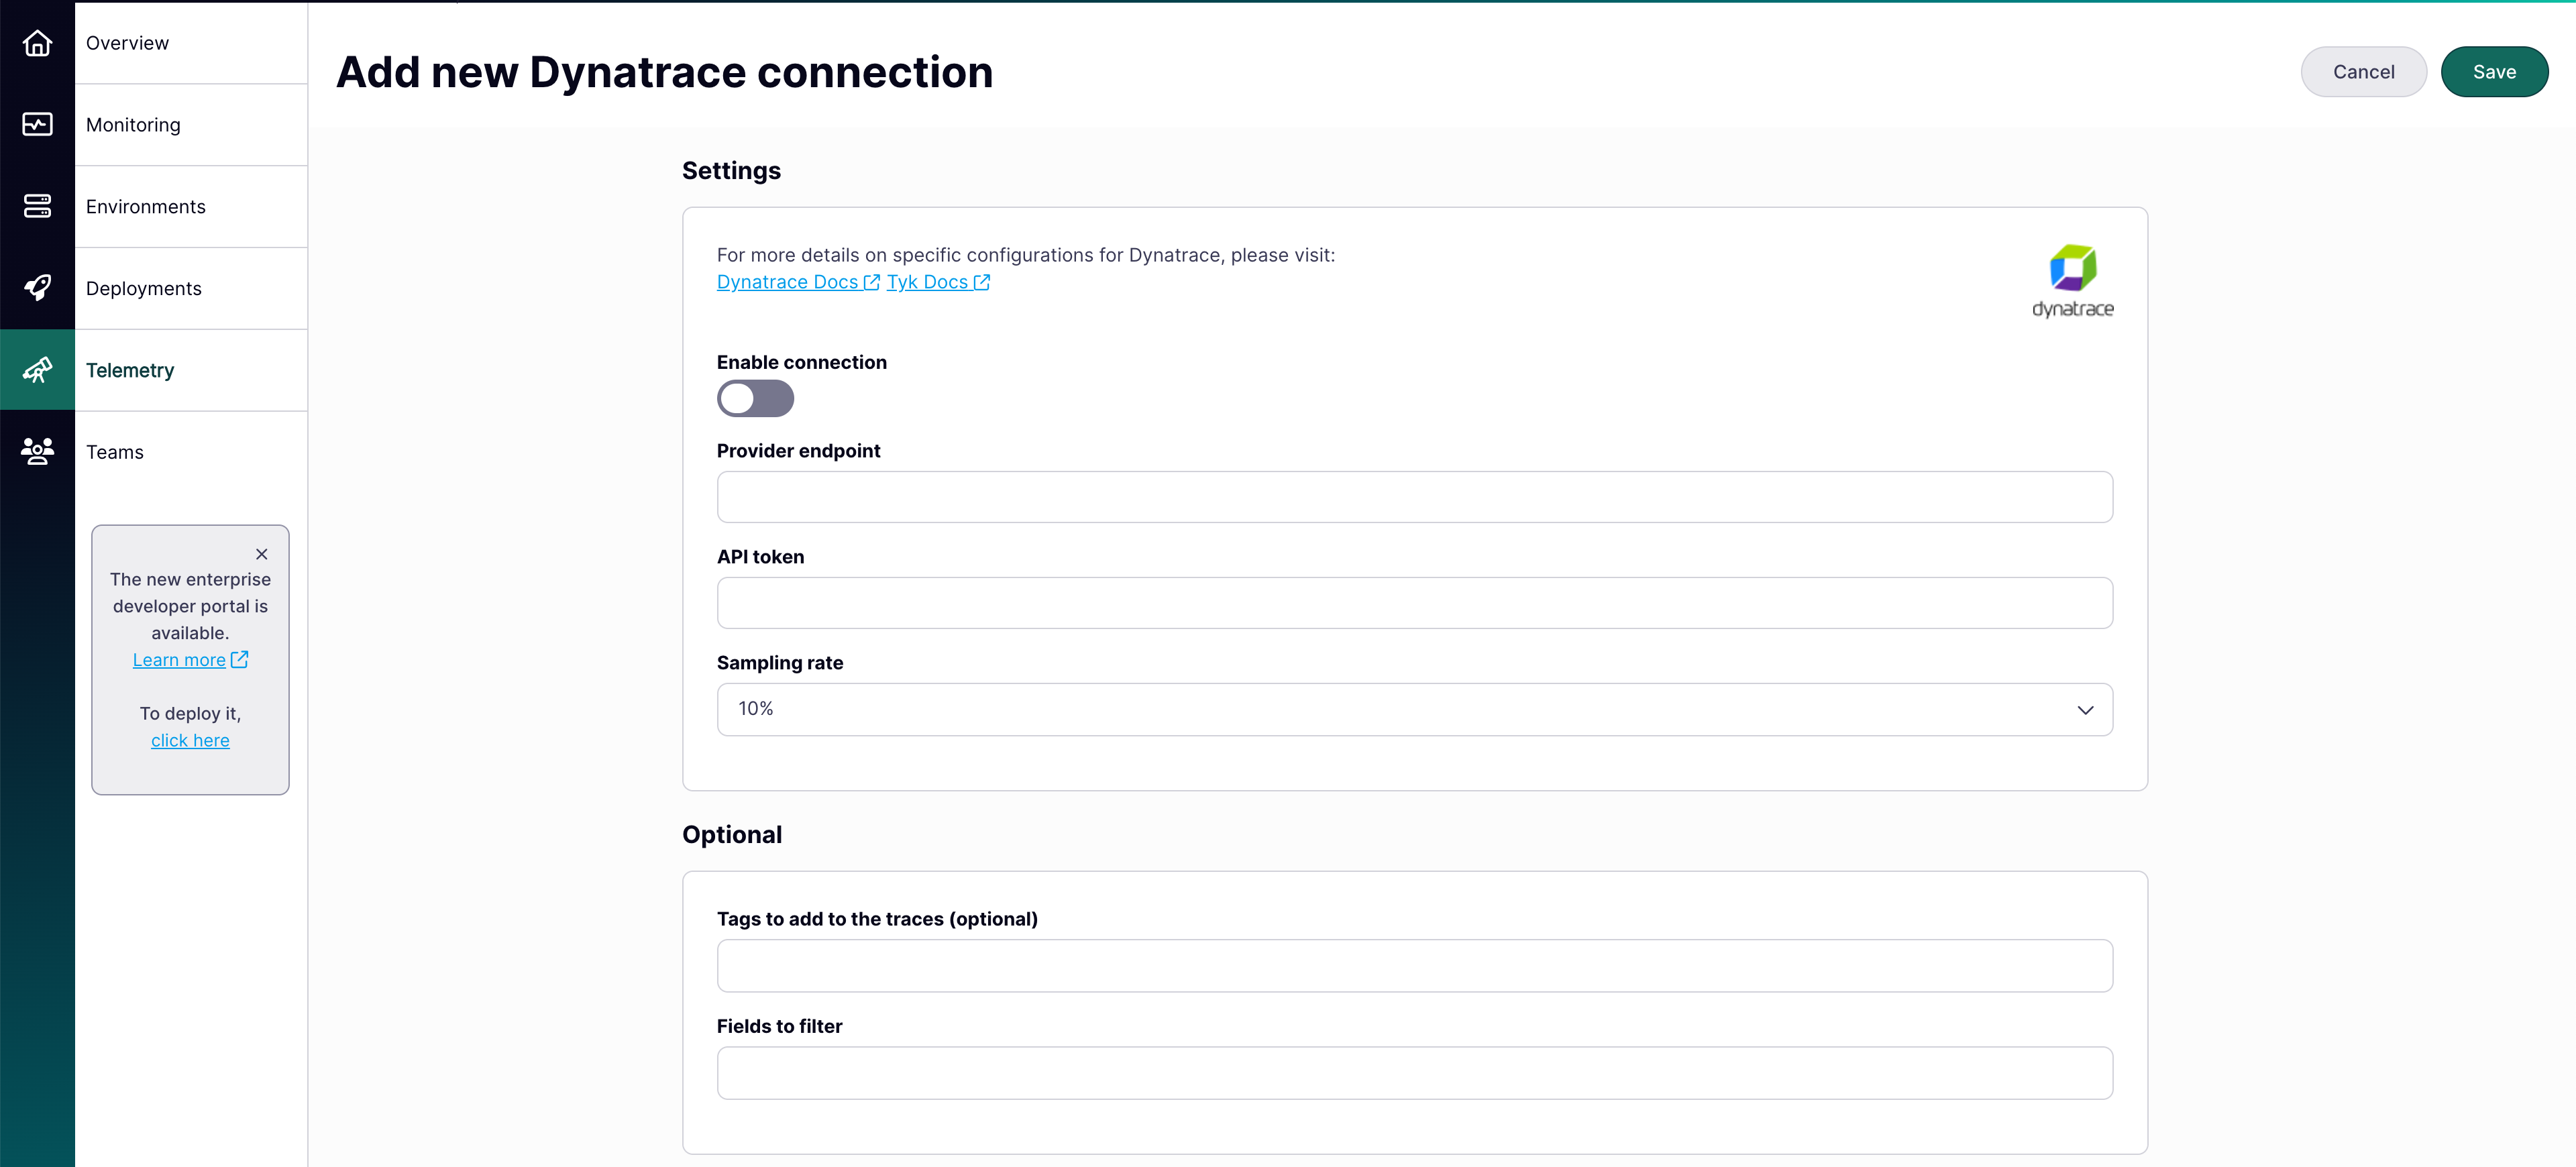 Overview
Monitoring
Environments
Deployments
Telemetry
Teams
The new enterprise
developer portal is
available.
Learn more
To deploy it,
click here
Add new Dynatrace connection
Cancel
Save
Settings
For more details on specific configurations for Dynatrace, please visit:
Dynatrace Docs Tyk Docs
dynatrace
Enable connection
Provider endpoint
API token
Sampling rate
10%
Optional
Tags to add to the traces (optional)
Fields to filter